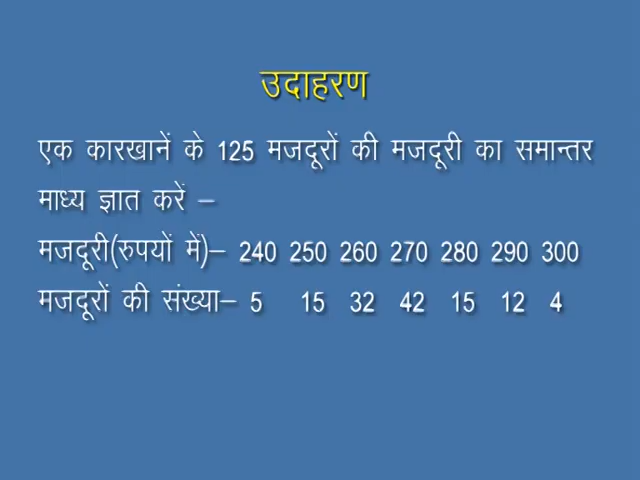 उदाहरण
एक कारखानें के 125 मजदूरों की मजदूरी का समान्तर
माध्य ज्ञात करें –
मजदूरी(रुपयों में)– 240 250 260 270 280 290 300
मजदूरों की संख्या– 5 15 32 42 15 12 4